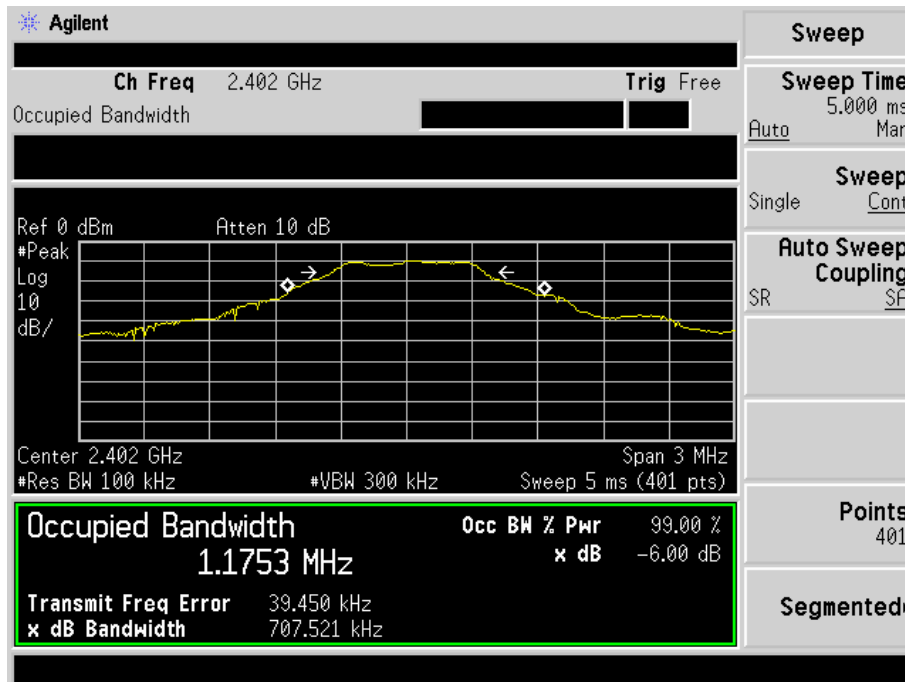 Agilent
Sweep
Ch Freq 2.402 GHz Trig Free
Occupied Bandwidth
Sweep Time
5.000 ms
Auto Man
Sweep
Single Cont
Auto Sweep
Coupling
SR SA
Ref 0 dBm Atten 10 dB
#Peak
Log
10
dB/
Center 2.402 GHz Span 3 MHz
#Res BW 100 kHz #VBW 300 kHz Sweep 5 ms (401 pts)
Occupied Bandwidth
1.1753 MHz
Occ BW % Pwr 99.00 %
x dB -6.00 dB
Transmit Freq Error 39.450 kHz
x dB Bandwidth 707.521 kHz
Points
401
Segmented